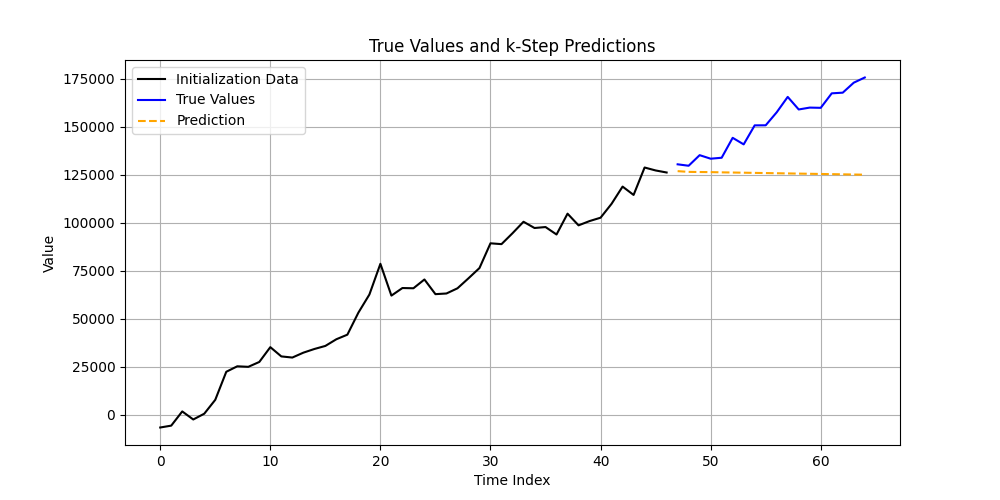 True Values and k-Step Predictions
Initialization Data
True Values
Prediction
175000
150000
125000
100000
75000
50000
25000
0
Value
0 10 20 30 40 50 60
Time Index